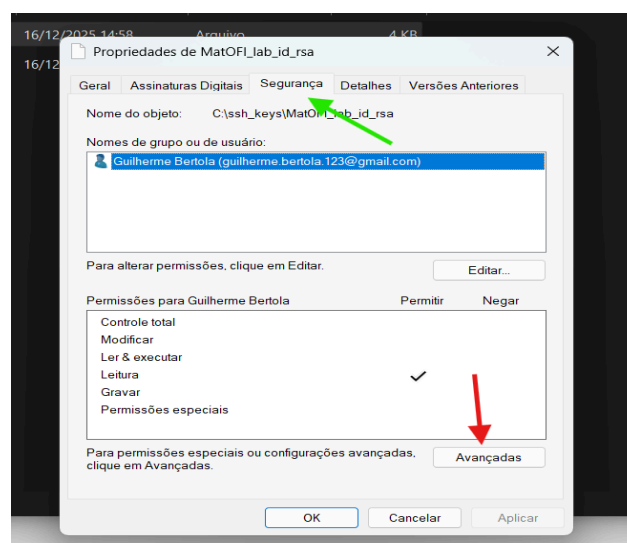 16/12/2025 14:58 Arquivo 4 KB
Propriedades de MatOFI_lab_id_rsa
16/12
Geral Assinaturas Digitais Segurança Detalhes Versões Anteriores
Nome do objeto: C:\ssh_keys\MatOFI_lab_id_rsa
Nomes de grupo ou de usuário:
Guilherme Bertola (guilherme.bertola.123@gmail.com)
Para alterar permissões, clique em Editar.
Editar...
Permissões para Guilherme Bertola Permitir Negar
Controle total
Modificar
Ler & executar
Leitura
Gravar
Permissões especiais
Para permissões especiais ou configurações avançadas,
clique em Avançadas.
Avançadas
OK Cancelar Aplicar